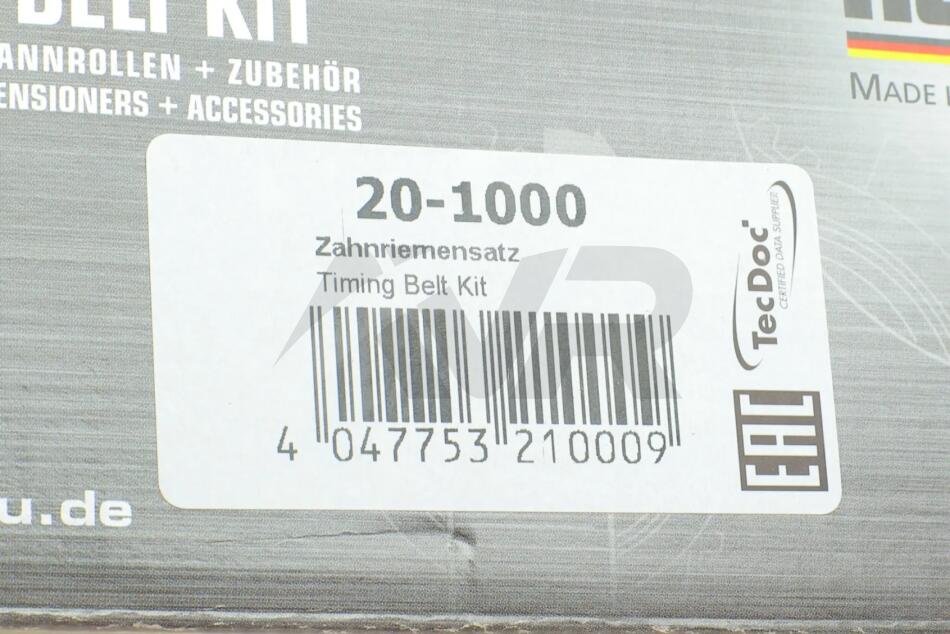 BELT KIT
ANNROLLEN + ZUBEHÖR
ENSIONERS + ACCESSORIES
MADE
20-1000
Zahnriemensatz
Timing Belt Kit
4 047753 210009
TecDoc
CERTIFIED DATA SUPPLIER
EAC
u.de
NR